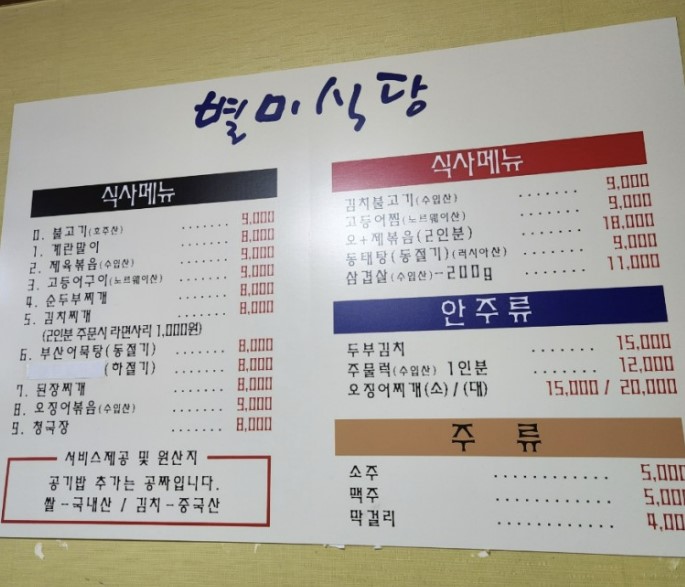 별미식당
식사메뉴
0. 불고기(호주산) ....... 9,000
1. 계란말이 ....... 8,000
2. 제육볶음(수입산) ....... 9,000
3. 고등어구이(노르웨이산) ....... 8,000
4. 순두부찌개 ....... 8,000
5. 김치찌개 ....... 8,000
(2인분 주문시 라면사리 1,000원)
6. 부산어묵탕(동절기) ....... 8,000
(하절기) ....... 8,000
7. 된장찌개 ....... 8,000
8. 오징어볶음(수입산) ....... 9,000
9. 청국장 ....... 8,000
서비스제공 및 원산지
공기밥 추가는 공짜입니다.
쌀--국내산 / 김치--중국산
식사메뉴
김치불고기(수입산) ....... 9,000
고등어찜(노르웨이산) ....... 9,000
오+제볶음(2인분) ....... 18,000
동태탕(동절기)(러시아산) ....... 9,000
삼겹살(수입산)--200g ....... 11,000
안주류
두부김치 ............ 15,000
주물럭(수입산) 1인분 ....... 12,000
오징어찌개(소) / (대) 15,000 / 20,000
주 류
소주 ............ 5,000
맥주 ............ 5,00
막걸리 ............ 4,00